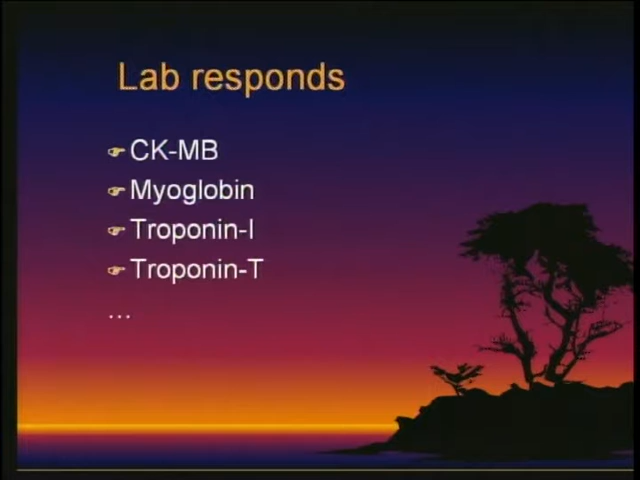 Lab responds
CK-MB
Myoglobin
Troponin-I
Troponin-T
...